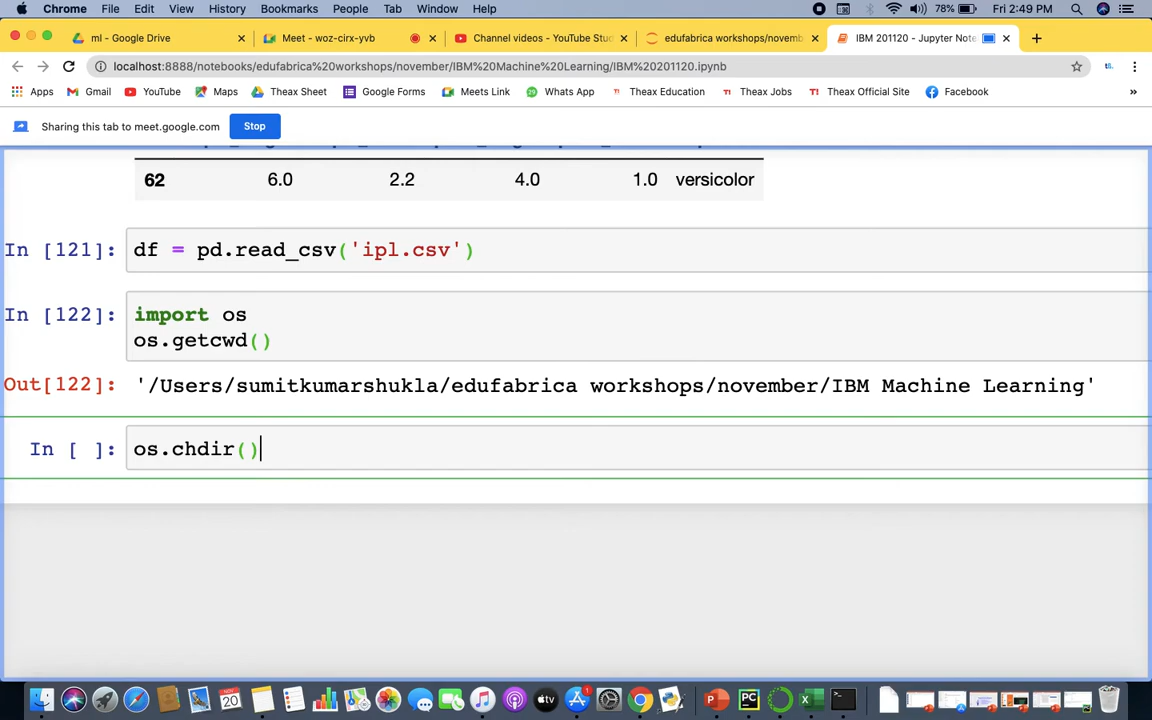 Chrome File Edit View History Bookmarks People Tab Window Help 78% Fri 2:49 PM
ml - Google Drive Meet - woz-cirx-yvb Channel videos - YouTube Stu edufabrica workshops/novemb IBM 201120 - Jupyter Note
localhost:8888/notebooks/edufabrica%20workshops/november/IBM%20Machine%20Learning/IBM%20201120.ipynb
Apps Gmail YouTube Maps Theax Sheet Google Forms Meets Link Whats App Theax Education Theax Jobs Theax Official Site Facebook »
Sharing this tab to meet.google.com Stop
62 6.0 2.2 4.0 1.0 versicolor
In [121]: df = pd.read_csv('ipl.csv')
In [122]: import os
os.getcwd()
Out[122]: '/Users/sumitkumarshukla/edufabrica workshops/november/IBM Machine Learning'
In [ ]: os.chdir()